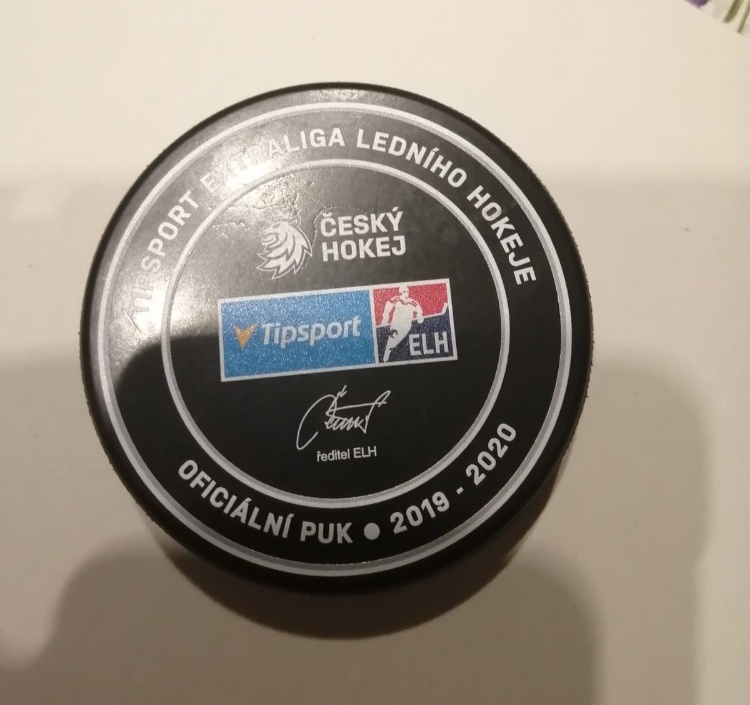 TIPSPORT EXTRALIGA LEDNÍHO HOKEJE
ČESKÝ
HOKEJ
Tipsport
ELH
ředitel ELH
OFICIÁLNÍ PUK • 2019 - 2020